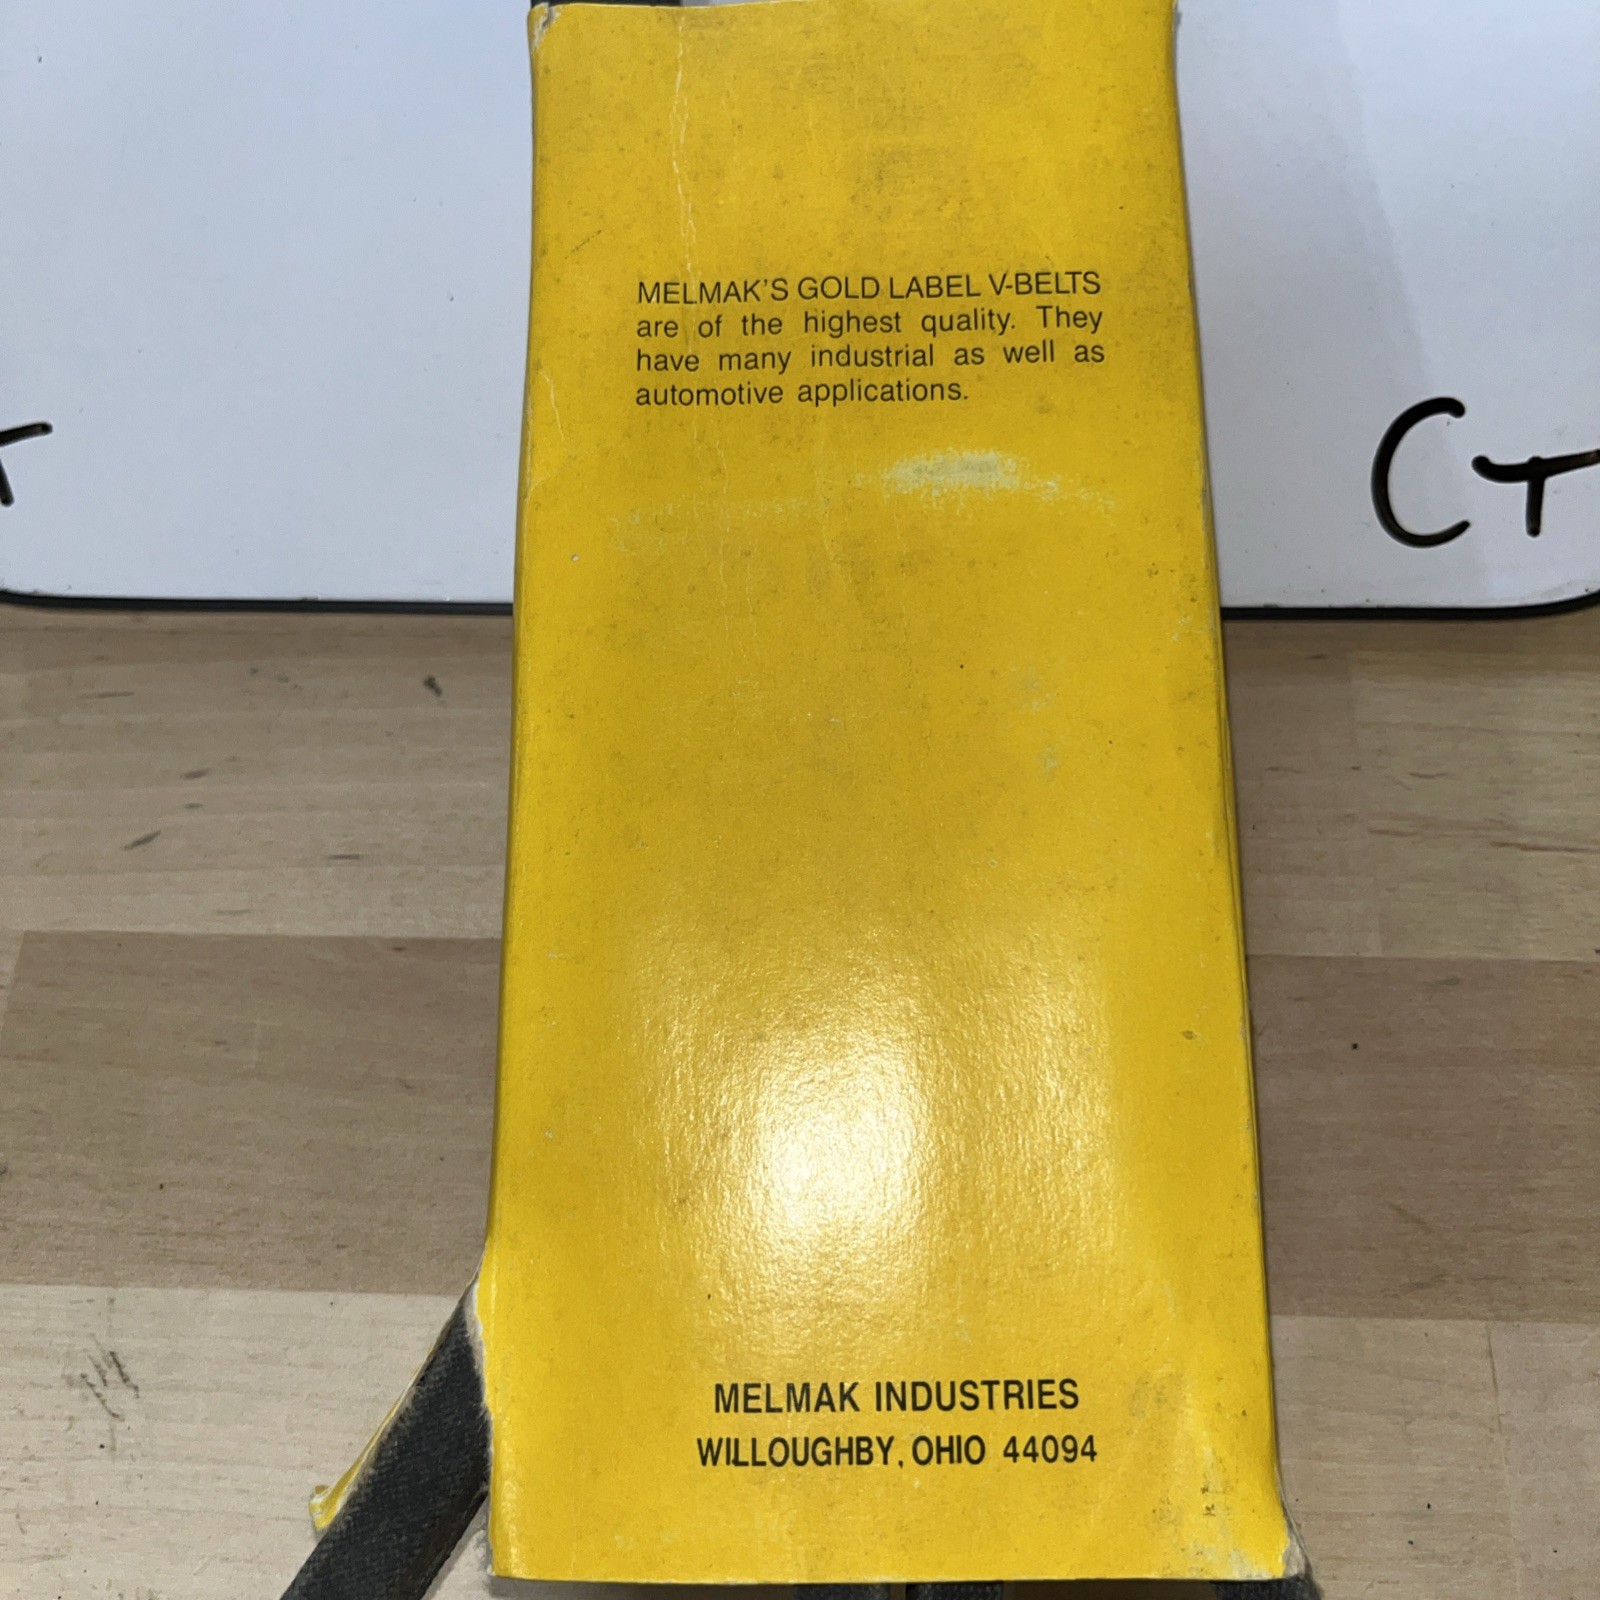 MELMAK'S GOLD LABEL V-BELTS
are of the highest quality. They
have many industrial as well as
automotive applications.
CT
MELMAK INDUSTRIES
WILLOUGHBY, OHIO 44094